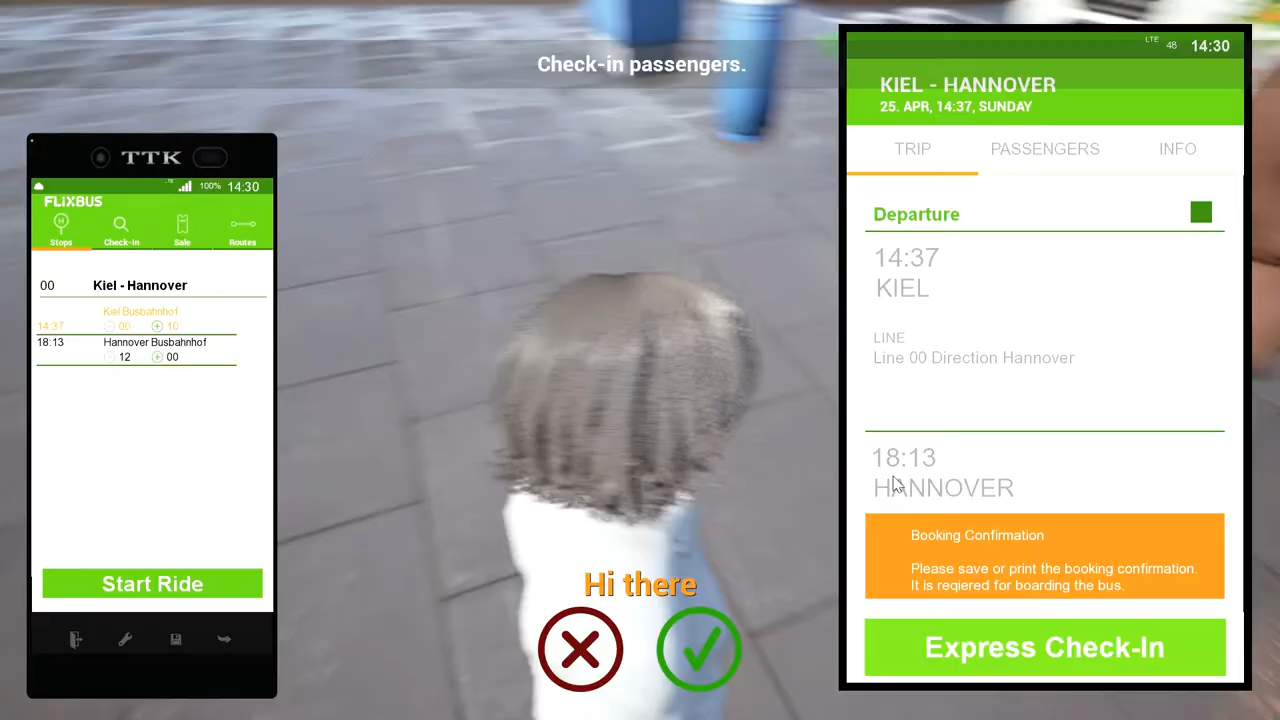 Check-in passengers.
TTK
100% 14:30
FLiXBUS
H
Stops Check-In Sale Routes
00 Kiel - Hannover
Kiel Busbahnhof
14:37 00 10
18:13 Hannover Busbahnhof
12 00
Start Ride
Hi there
LTE 48 14:30
KIEL - HANNOVER
25. APR, 14:37, SUNDAY
TRIP PASSENGERS INFO
Departure
14:37
KIEL
LINE
Line 00 Direction Hannover
18:13
HANNOVER
Booking Confirmation
Please save or print the booking confirmation.
It is reqiered for boarding the bus.
Express Check-In